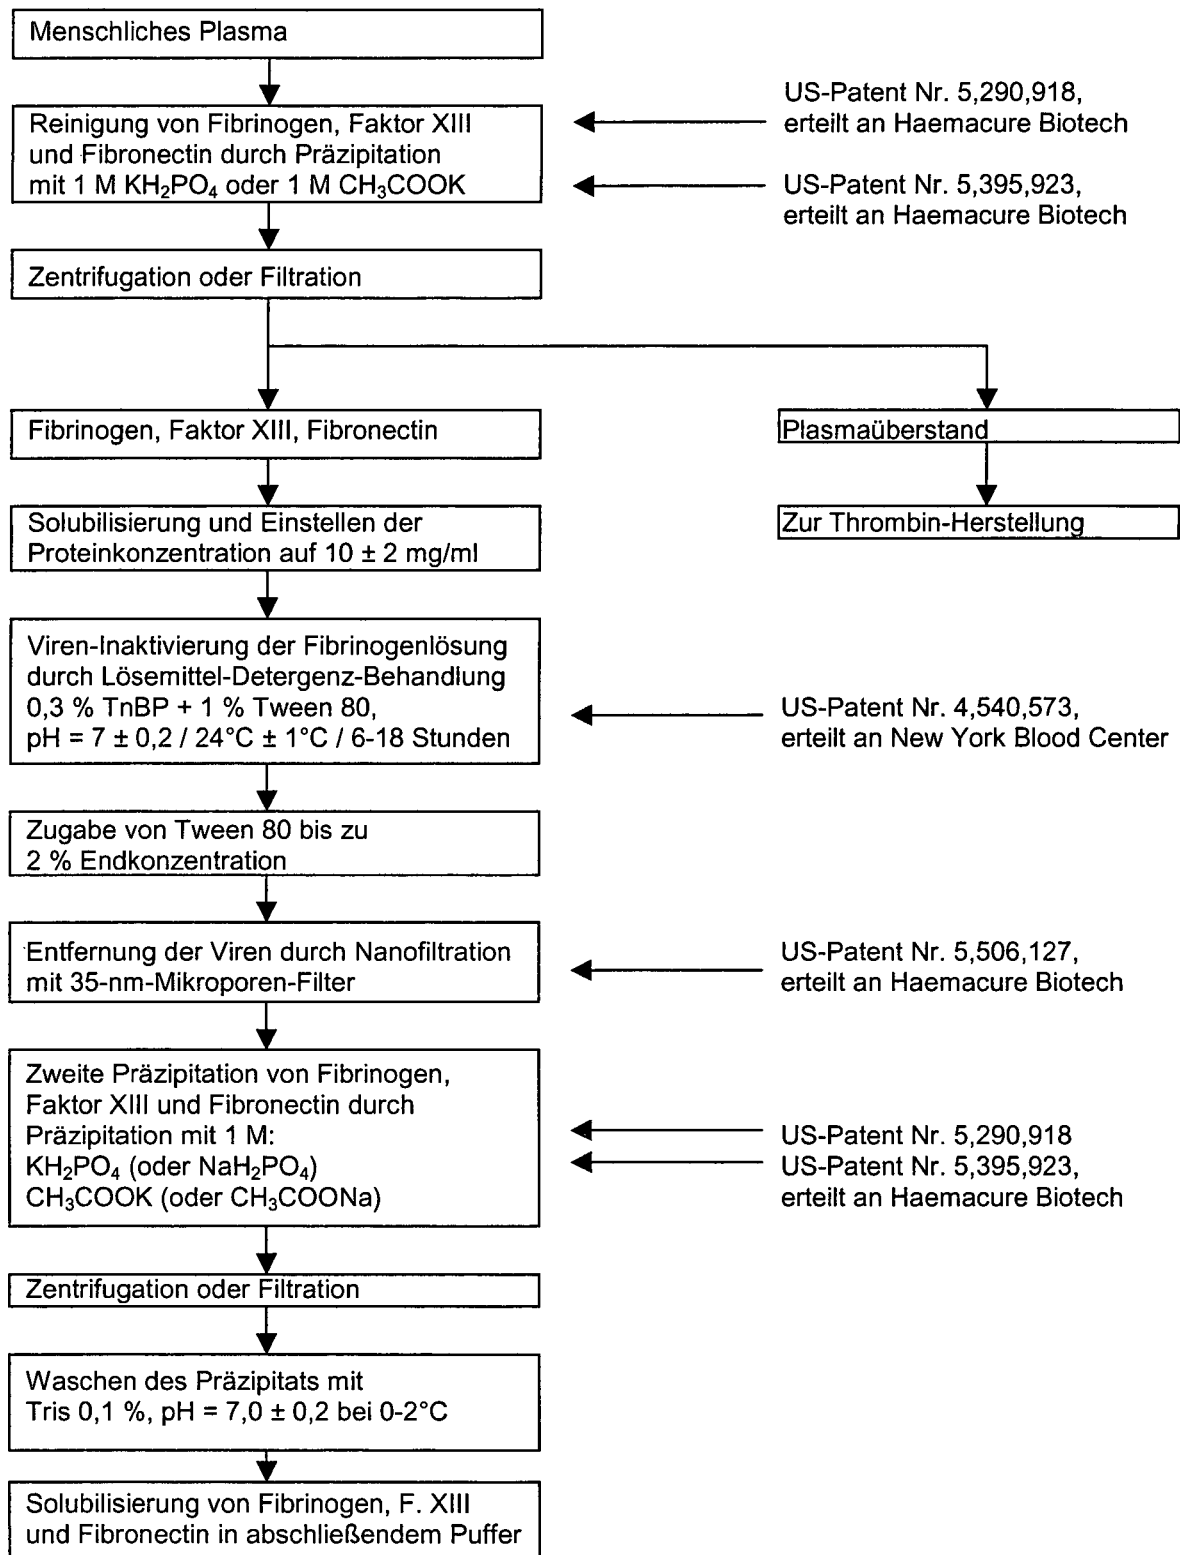 Menschliches Plasma
Reinigung von Fibrinogen, Faktor XIII
und Fibronectin durch Präzipitation
mit 1 M KH₂PO₄ oder 1 M CH₃COOK
US-Patent Nr. 5,290,918,
erteilt an Haemacure Biotech
US-Patent Nr. 5,395,923,
erteilt an Haemacure Biotech
Zentrifugation oder Filtration
Fibrinogen, Faktor XIII, Fibronectin
Plasmaüberstand
Solubilisierung und Einstellen der
Proteinkonzentration auf 10 ± 2 mg/ml
Zur Thrombin-Herstellung
Viren-Inaktivierung der Fibrinogenlösung
durch Lösemittel-Detergenz-Behandlung
0,3 % TnBP + 1 % Tween 80,
pH = 7 ± 0,2 / 24°C ± 1°C / 6-18 Stunden
US-Patent Nr. 4,540,573,
erteilt an New York Blood Center
Zugabe von Tween 80 bis zu
2 % Endkonzentration
Entfernung der Viren durch Nanofiltration
mit 35-nm-Mikroporen-Filter
US-Patent Nr. 5,506,127,
erteilt an Haemacure Biotech
Zweite Präzipitation von Fibrinogen,
Faktor XIII und Fibronectin durch
Präzipitation mit 1 M:
KH₂PO₄ (oder NaH₂PO₄)
CH₃COOK (oder CH₃COONa)
US-Patent Nr. 5,290,918
US-Patent Nr. 5,395,923,
erteilt an Haemacure Biotech
Zentrifugation oder Filtration
Waschen des Präzipitats mit
Tris 0,1 %, pH = 7,0 ± 0,2 bei 0-2°C
Solubilisierung von Fibrinogen, F. XIII
und Fibronectin in abschließendem Puffer